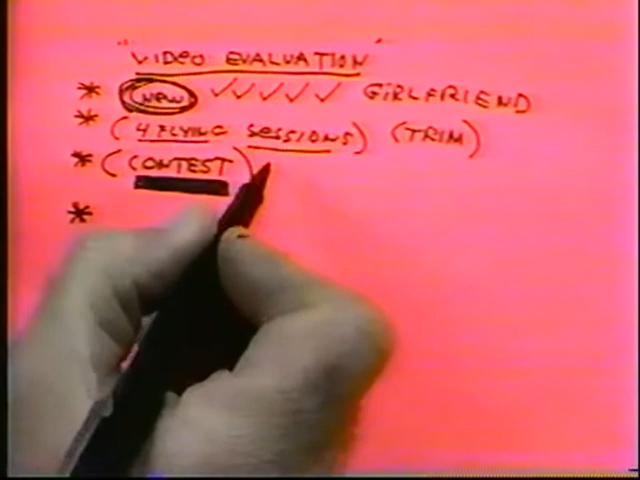 "VIDEO EVALUATION"
* NEW ✓✓✓✓✓ GIRLFRIEND
* (4 FLYING SESSIONS) (TRIM)
* (CONTEST)
*